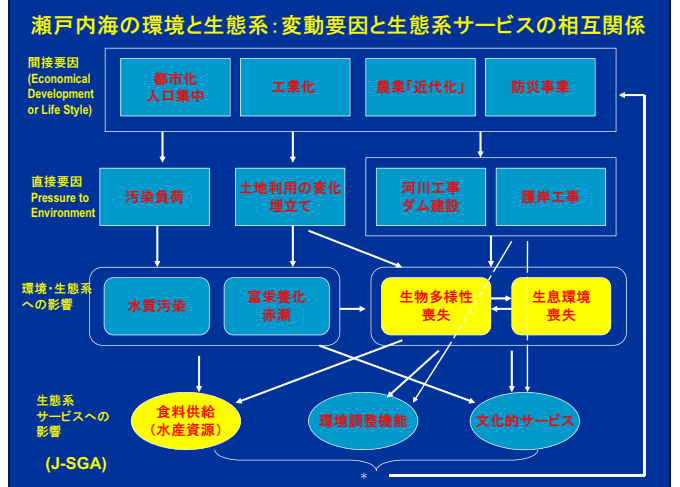 瀬戸内海の環境と生態系：変動要因と生態系サービスの相互関係
間接要因
(Economical
Development
or Life Style)
都市化
人口集中
工業化
農業「近代化」
防災事業
直接要因
Pressure to
Environment
汚染負荷
土地利用の変化
埋立て
河川工事
ダム建設
護岸工事
環境・生態系
への影響
水質汚染
富栄養化
赤潮
生物多様性
喪失
生息環境
喪失
生態系
サービスへの
影響
食料供給
（水産資源）
環境調整機能
文化的サービス
(J-SGA)
*